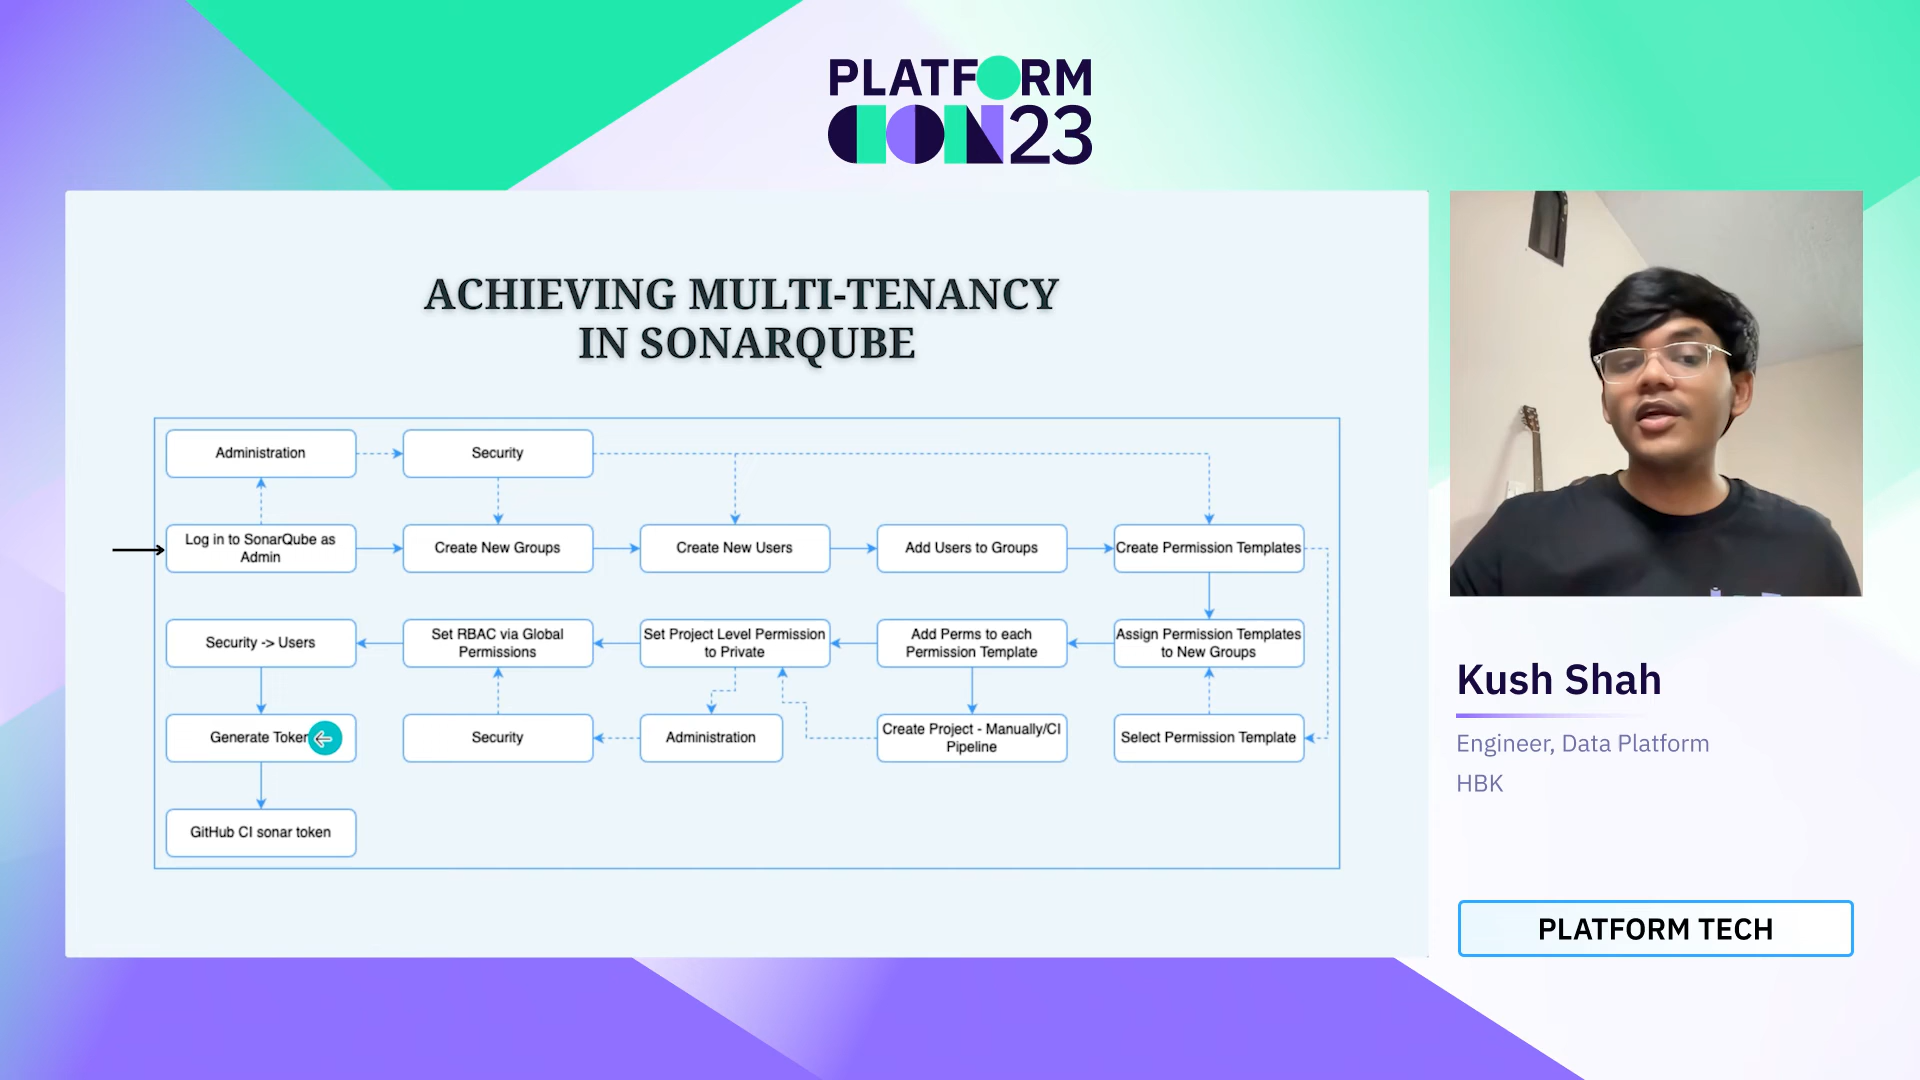 PLATFORM
CON23
ACHIEVING MULTI-TENANCY
IN SONARQUBE
Administration
Security
Log in to SonarQube as
Admin
Create New Groups
Create New Users
Add Users to Groups
Create Permission Templates
Security -> Users
Set RBAC via Global
Permissions
Set Project Level Permission
to Private
Add Perms to each
Permission Template
Assign Permission Templates
to New Groups
Generate Token
Security
Administration
Create Project - Manually/CI
Pipeline
Select Permission Template
GitHub CI sonar token
Kush Shah
Engineer, Data Platform
HBK
PLATFORM TECH